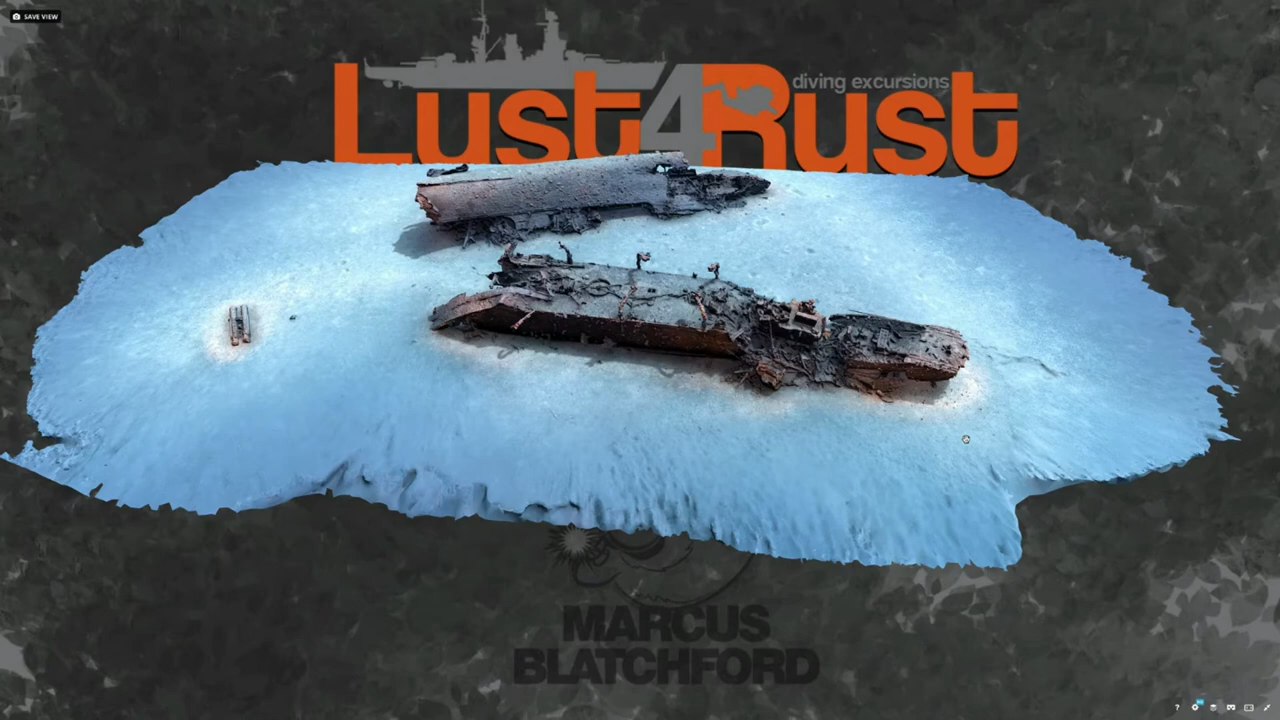 SAVE VIEW
diving excursions
Lust4Rust
MARCUS
BLATCHFORD
?